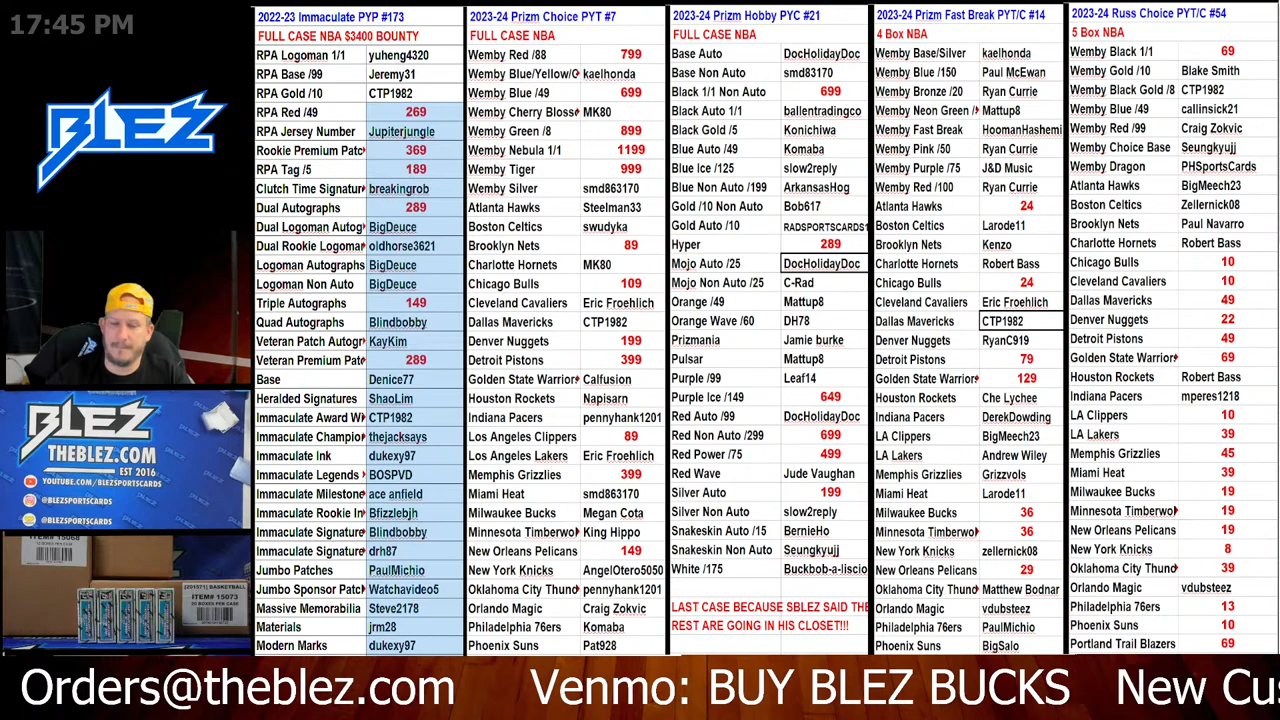 17:45 PM
BLEZ
BLEZ
THEBLEZ.COM
EST 2016
YOUTUBE.COM/BLEZSPORTSCARDS
@BLEZSPORTSCARDS
@BLEZSPORTSCARDS
ITEM# 15068
[201571] BASKETBALL
ITEM# 15073
20 BOXES PER CASE
2022-23 Immaculate PYP #173
FULL CASE NBA $3400 BOUNTY
RPA Logoman 1/1 yuheng4320
RPA Base /99 Jeremy31
RPA Gold /10 CTP1982
RPA Red /49 269
RPA Jersey Number Jupiterjungle
Rookie Premium Patc 369
RPA Tag /5 189
Clutch Time Signatur breakingrob
Dual Autographs 289
Dual Logoman Autog BigDeuce
Dual Rookie Logoma oldhorse3621
Logoman Autographs BigDeuce
Logoman Non Auto BigDeuce
Triple Autographs 149
Quad Autographs Blindbobby
Veteran Patch Autogr KayKim
Veteran Premium Pat 289
Base Denice77
Heralded Signatures ShaoLim
Immaculate Award Wi CTP1982
Immaculate Champio thejacksays
Immaculate Ink dukexy97
Immaculate Legends BOSPVD
Immaculate Mileston ace anfield
Immaculate Rookie In Bfizzlebjh
Immaculate Signatur Blindbobby
Immaculate Signatur drh87
Jumbo Patches PaulMichio
Jumbo Sponsor Patc Watchavideo5
Massive Memorabilia Steve2178
Materials jrm28
Modern Marks dukexy97
2023-24 Prizm Choice PYT #7
FULL CASE NBA
Wemby Red /88 799
Wemby Blue/Yellow/G kaelhonda
Wemby Blue /49 699
Wemby Cherry Bloss MK80
Wemby Green /8 899
Wemby Nebula 1/1 1199
Wemby Tiger 999
Wemby Silver smd863170
Atlanta Hawks Steelman33
Boston Celtics swudyka
Brooklyn Nets 89
Charlotte Hornets MK80
Chicago Bulls 109
Cleveland Cavaliers Eric Froehlich
Dallas Mavericks CTP1982
Denver Nuggets 199
Detroit Pistons 399
Golden State Warrior Calfusion
Houston Rockets Napisarn
Indiana Pacers pennyhank1201
Los Angeles Clippers 89
Los Angeles Lakers Eric Froehlich
Memphis Grizzlies 399
Miami Heat smd863170
Milwaukee Bucks Megan Cota
Minnesota Timberwo King Hippo
New Orleans Pelicans 149
New York Knicks AngelOtero5050
Oklahoma City Thun pennyhank1201
Orlando Magic Craig Zokvic
Philadelphia 76ers Komaba
Phoenix Suns Pat928
2023-24 Prizm Hobby PYC #21
FULL CASE NBA
Base Auto DocHolidayDoc
Base Non Auto smd83170
Black 1/1 Non Auto 699
Black Auto 1/1 ballentradingco
Black Gold /5 Konichiwa
Blue Auto /49 Komaba
Blue Ice /125 slow2reply
Blue Non Auto /199 ArkansasHog
Gold /10 Non Auto Bob617
Gold Auto /10 RADSPORTSCARDS1
Hyper 289
Mojo Auto /25 DocHolidayDoc
Mojo Non Auto /25 C-Rad
Orange /49 Mattup8
Orange Wave /60 DH78
Prizmania Jamie burke
Pulsar Mattup8
Purple /99 Leaf14
Purple Ice /149 649
Red Auto /99 DocHolidayDoc
Red Non Auto /299 699
Red Power /75 499
Red Wave Jude Vaughan
Silver Auto 199
Silver Non Auto slow2reply
Snakeskin Auto /15 BernieHo
Snakeskin Non Auto Seungkyujj
White /175 Buckbob-a-liscio
LAST CASE BECAUSE SBLEZ SAID THE
REST ARE GOING IN HIS CLOSET!!!
2023-24 Prizm Fast Break PYT/C #14
4 Box NBA
Wemby Base/Silver kaelhonda
Wemby Blue /150 Paul McEwan
Wemby Bronze /20 Ryan Currie
Wemby Neon Green / Mattup8
Wemby Fast Break HoomanHashemi
Wemby Pink /50 Ryan Currie
Wemby Purple /75 J&D Music
Wemby Red /100 Ryan Currie
Atlanta Hawks 24
Boston Celtics Larode11
Brooklyn Nets Kenzo
Charlotte Hornets Robert Bass
Chicago Bulls 24
Cleveland Cavaliers Eric Froehlich
Dallas Mavericks CTP1982
Denver Nuggets RyanC919
Detroit Pistons 79
Golden State Warrior 129
Houston Rockets Che Lychee
Indiana Pacers DerekDowding
LA Clippers BigMeech23
LA Lakers Andrew Wiley
Memphis Grizzlies Grizzvols
Miami Heat Larode11
Milwaukee Bucks 36
Minnesota Timberwo 36
New York Knicks zellernick08
New Orleans Pelicans 29
Oklahoma City Thun Matthew Bodnar
Orlando Magic vdubsteez
Philadelphia 76ers PaulMichio
Phoenix Suns BigSalo
2023-24 Russ Choice PYT/C #54
5 Box NBA
Wemby Black 1/1 69
Wemby Gold /10 Blake Smith
Wemby Black Gold /8 CTP1982
Wemby Blue /49 callinsick21
Wemby Red /99 Craig Zokvic
Wemby Choice Base Seungkyujj
Wemby Dragon PHSportsCards
Atlanta Hawks BigMeech23
Boston Celtics Zellernick08
Brooklyn Nets Paul Navarro
Charlotte Hornets Robert Bass
Chicago Bulls 10
Cleveland Cavaliers 10
Dallas Mavericks 49
Denver Nuggets 22
Detroit Pistons 49
Golden State Warrior 69
Houston Rockets Robert Bass
Indiana Pacers mperes1218
LA Clippers 10
LA Lakers 39
Memphis Grizzlies 45
Miami Heat 39
Milwaukee Bucks 19
Minnesota Timberwo 19
New Orleans Pelicans 19
New York Knicks 8
Oklahoma City Thund 39
Orlando Magic vdubsteez
Philadelphia 76ers 13
Phoenix Suns 10
Portland Trail Blazers 69
Orders@theblez.com Venmo: BUY BLEZ BUCKS New Cu